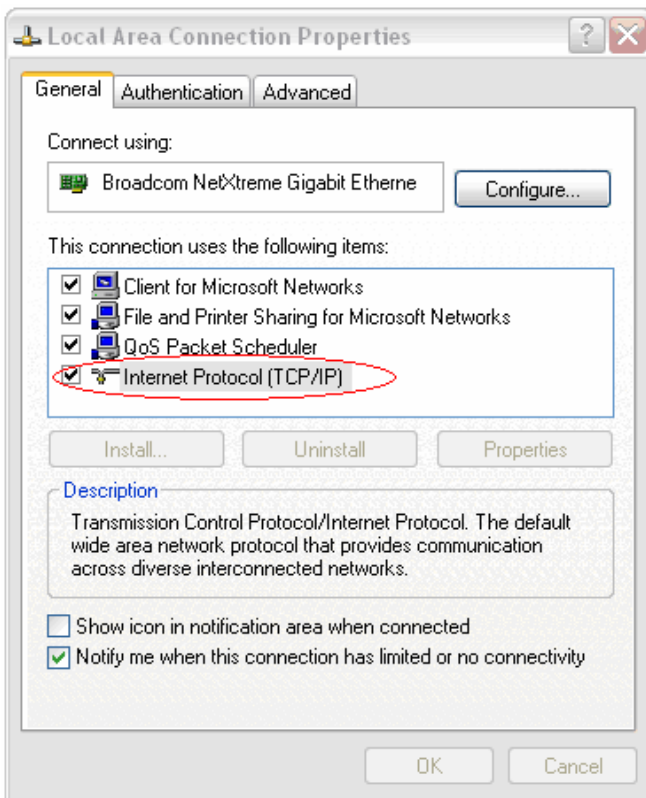 Local Area Connection Properties
General Authentication Advanced
Connect using:
Broadcom NetXtreme Gigabit Etherne
Configure...
This connection uses the following items:
Client for Microsoft Networks
File and Printer Sharing for Microsoft Networks
QoS Packet Scheduler
Internet Protocol (TCP/IP)
Install... Uninstall Properties
Description
Transmission Control Protocol/Internet Protocol. The default
wide area network protocol that provides communication
across diverse interconnected networks.
Show icon in notification area when connected
Notify me when this connection has limited or no connectivity
OK Cancel